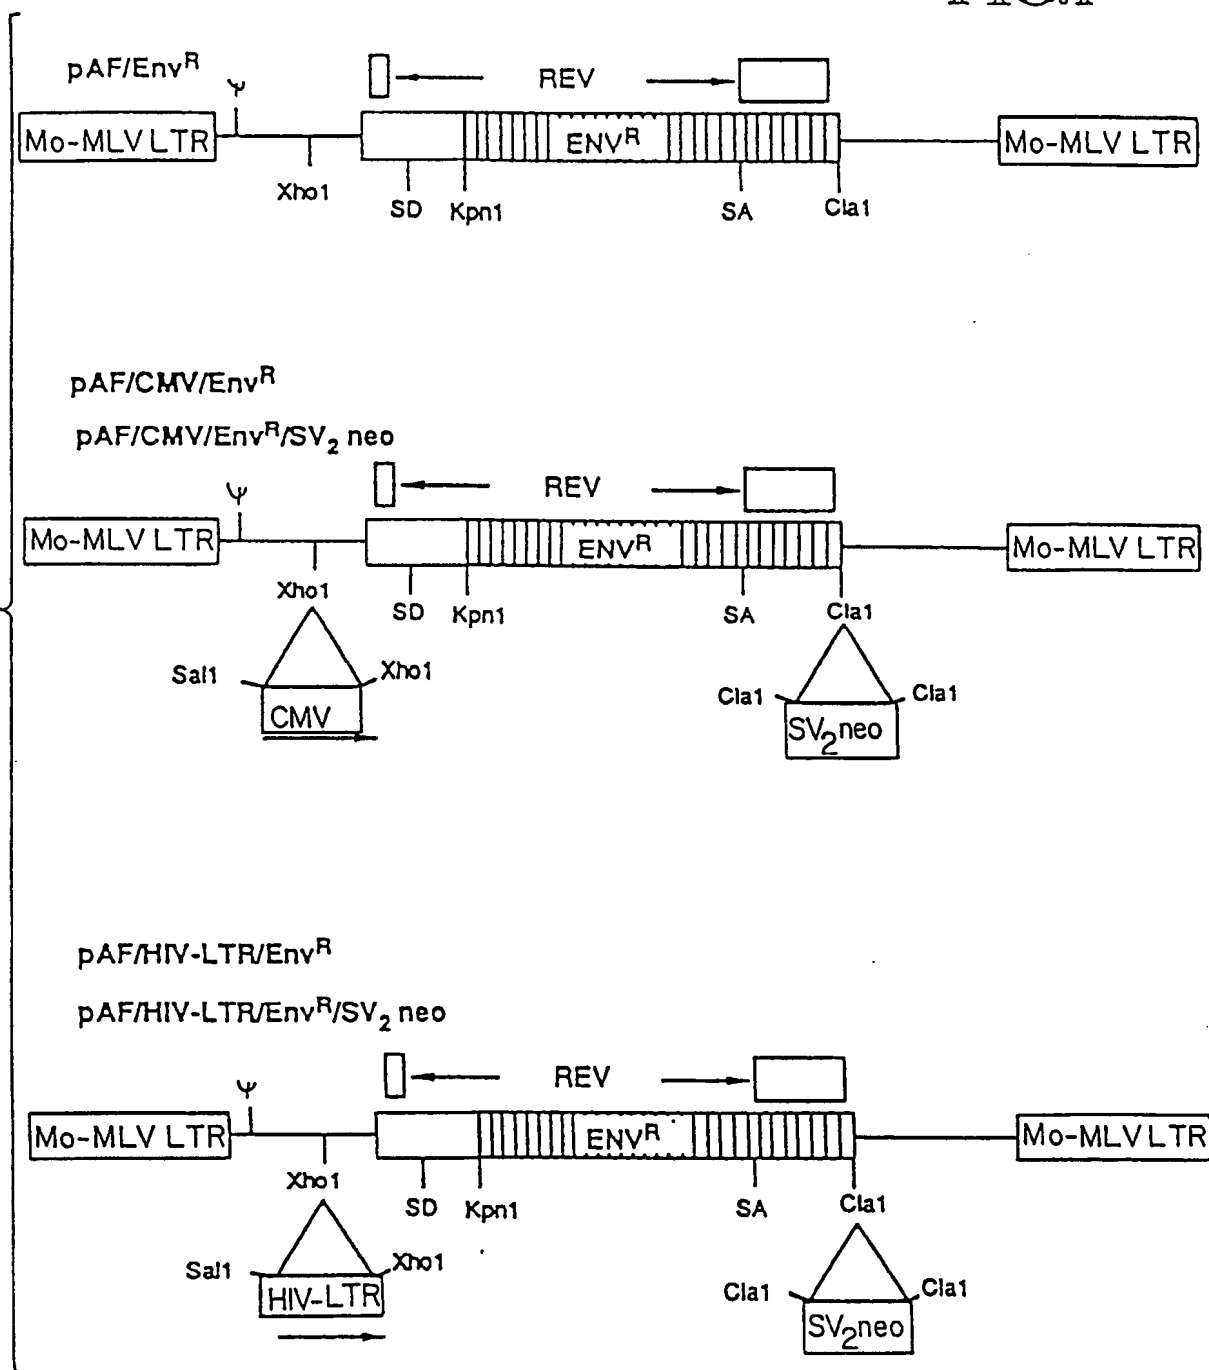 pAF/Env^R
REV
Ψ
Mo-MLV LTR ENV^R Mo-MLV LTR
Xho1 SD Kpn1 SA Cla1
pAF/CMV/Env^R
pAF/CMV/Env^R/SV₂ neo
REV
Ψ
Mo-MLV LTR ENV^R Mo-MLV LTR
Xho1 SD Kpn1 SA Cla1
Sal1 Xho1 Cla1 Cla1
CMV SV₂neo
pAF/HIV-LTR/Env^R
pAF/HIV-LTR/Env^R/SV₂ neo
REV
Ψ
Mo-MLV LTR ENV^R Mo-MLV LTR
Xho1 SD Kpn1 SA Cla1
Sal1 Xho1 Cla1 Cla1
HIV-LTR SV₂neo